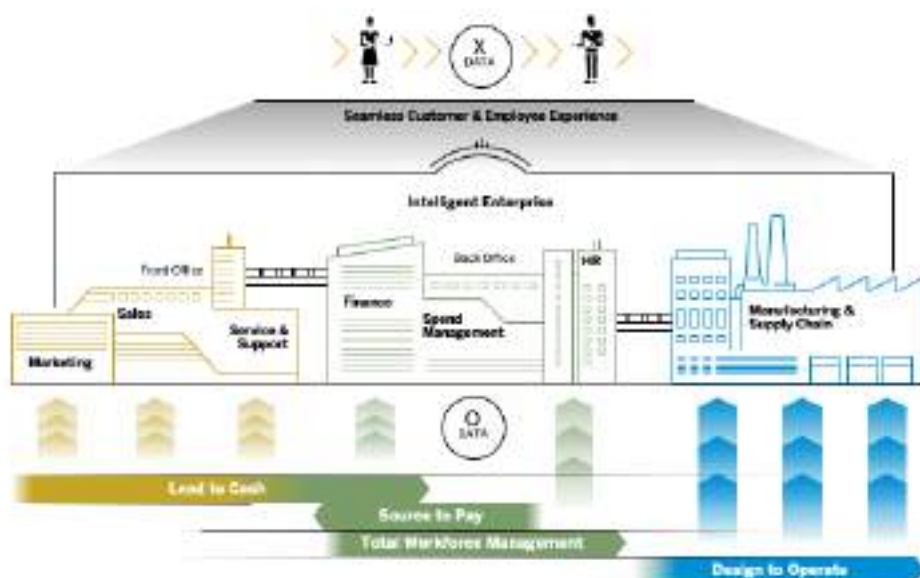 X
DATA
Seamless Customer & Employee Experience
Intelligent Enterprise
Front Office
Back Office
HR
Sales
Finance
Manufacturing &
Supply Chain
Service &
Support
Spend
Management
Marketing
O
DATA
Lead to Cash
Source to Pay
Total Workforce Management
Design to Operate